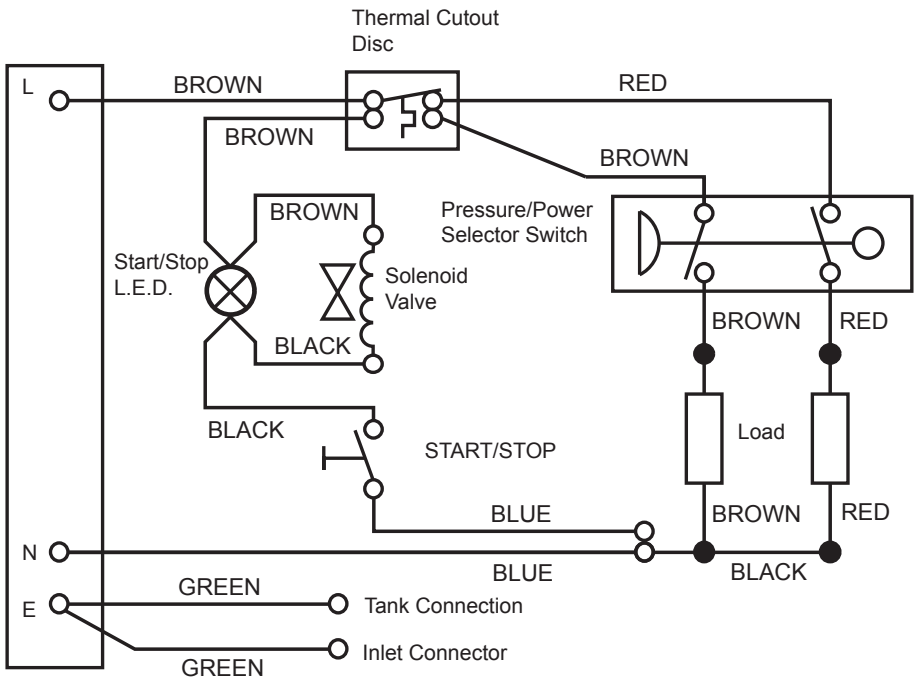 Thermal Cutout
Disc
L
BROWN
RED
BROWN
BROWN
BROWN
Pressure/Power
Selector Switch
Start/Stop
L.E.D.
Solenoid
Valve
BROWN
RED
BLACK
BLACK
START/STOP
Load
BLUE
BROWN
RED
N
BLUE
BLACK
GREEN
E
Tank Connection
Inlet Connector
GREEN